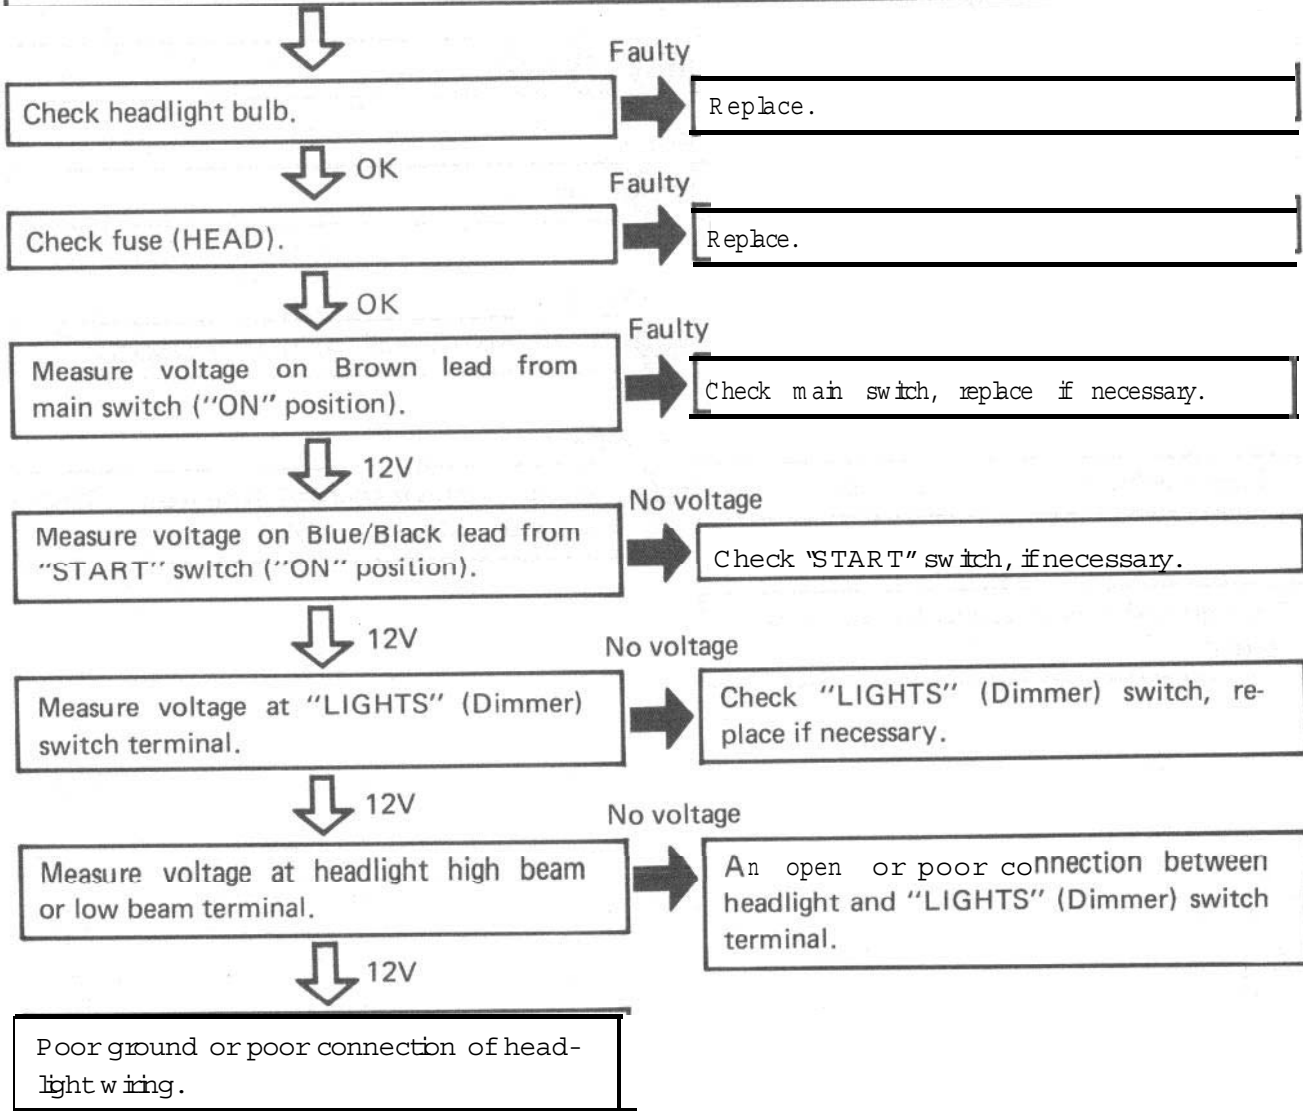 Faulty
Check headlight bulb.
Replace.
OK
Faulty
Check fuse (HEAD).
Replace.
OK
Faulty
Measure voltage on Brown lead from
main switch ("ON" position).
Check main switch, replace if necessary.
12V
No voltage
Measure voltage on Blue/Black lead from
"START" switch ("ON" position).
Check "START" switch, if necessary.
12V
No voltage
Measure voltage at "LIGHTS" (Dimmer)
switch terminal.
Check "LIGHTS" (Dimmer) switch, re-
place if necessary.
12V
No voltage
Measure voltage at headlight high beam
or low beam terminal.
An open or poor connection between
headlight and "LIGHTS" (Dimmer) switch
terminal.
12V
Poor ground or poor connection of head-
light wiring.